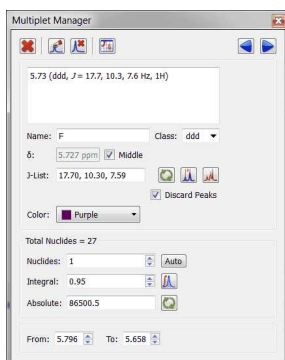 Multiplet Manager
5.73 (ddd, J = 17.7, 10.3, 7.6 Hz, 1H)
Name: F Class: ddd
δ: 5.727 ppm Middle
J-List: 17.70, 10.30, 7.59
Discard Peaks
Color: Purple
Total Nuclides = 27
Nuclides: 1 Auto
Integral: 0.95
Absolute: 86500.5
From: 5.796 To: 5.658